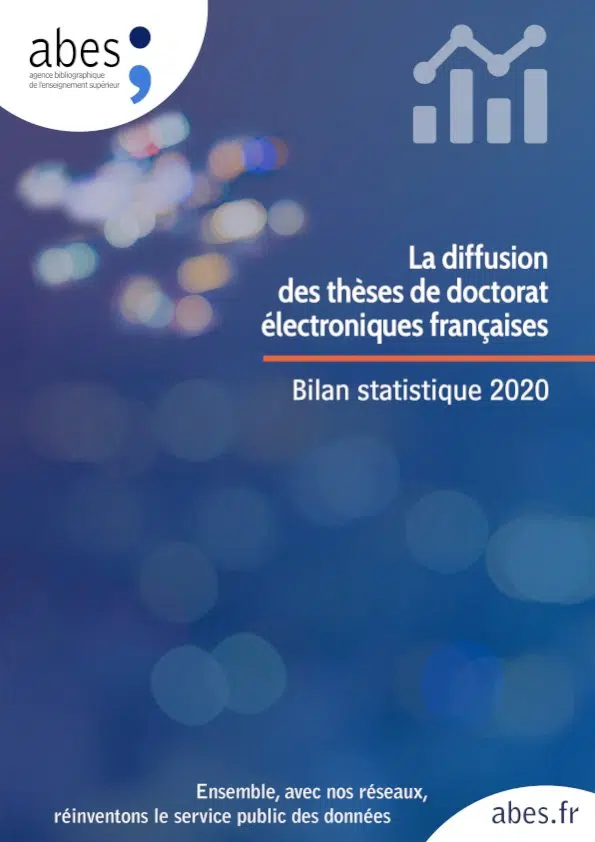 abes
agence bibliographique
de l'enseignement supérieur
La diffusion
des thèses de doctorat
électroniques françaises
Bilan statistique 2020
Ensemble, avec nos réseaux,
réinventons le service public des données
abes.fr